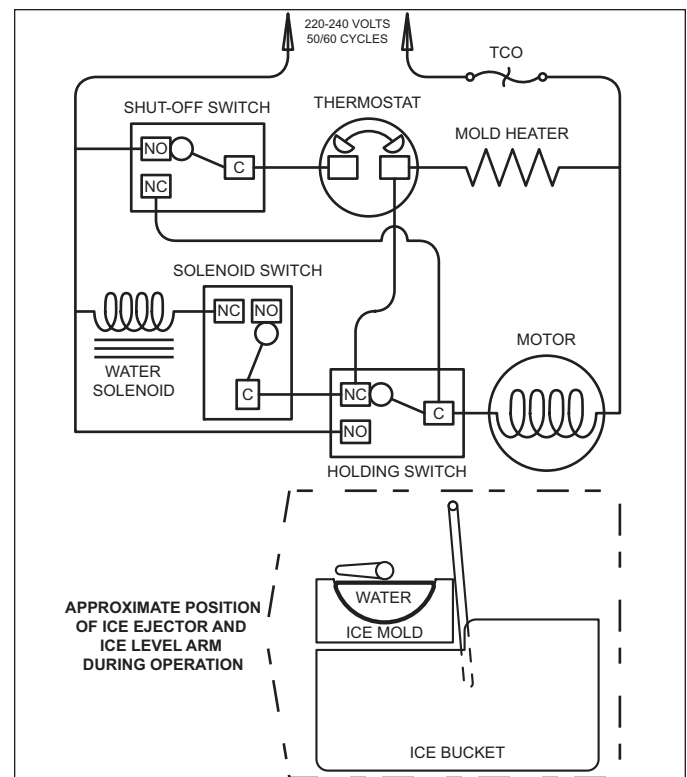 220-240 VOLTS
50/60 CYCLES
TCO
SHUT-OFF SWITCH
THERMOSTAT
MOLD HEATER
NO
C
NC
SOLENOID SWITCH
NC
NO
MOTOR
WATER
SOLENOID
C
NC
C
NO
HOLDING SWITCH
APPROXIMATE POSITION
OF ICE EJECTOR AND
ICE LEVEL ARM
DURING OPERATION
WATER
ICE MOLD
ICE BUCKET